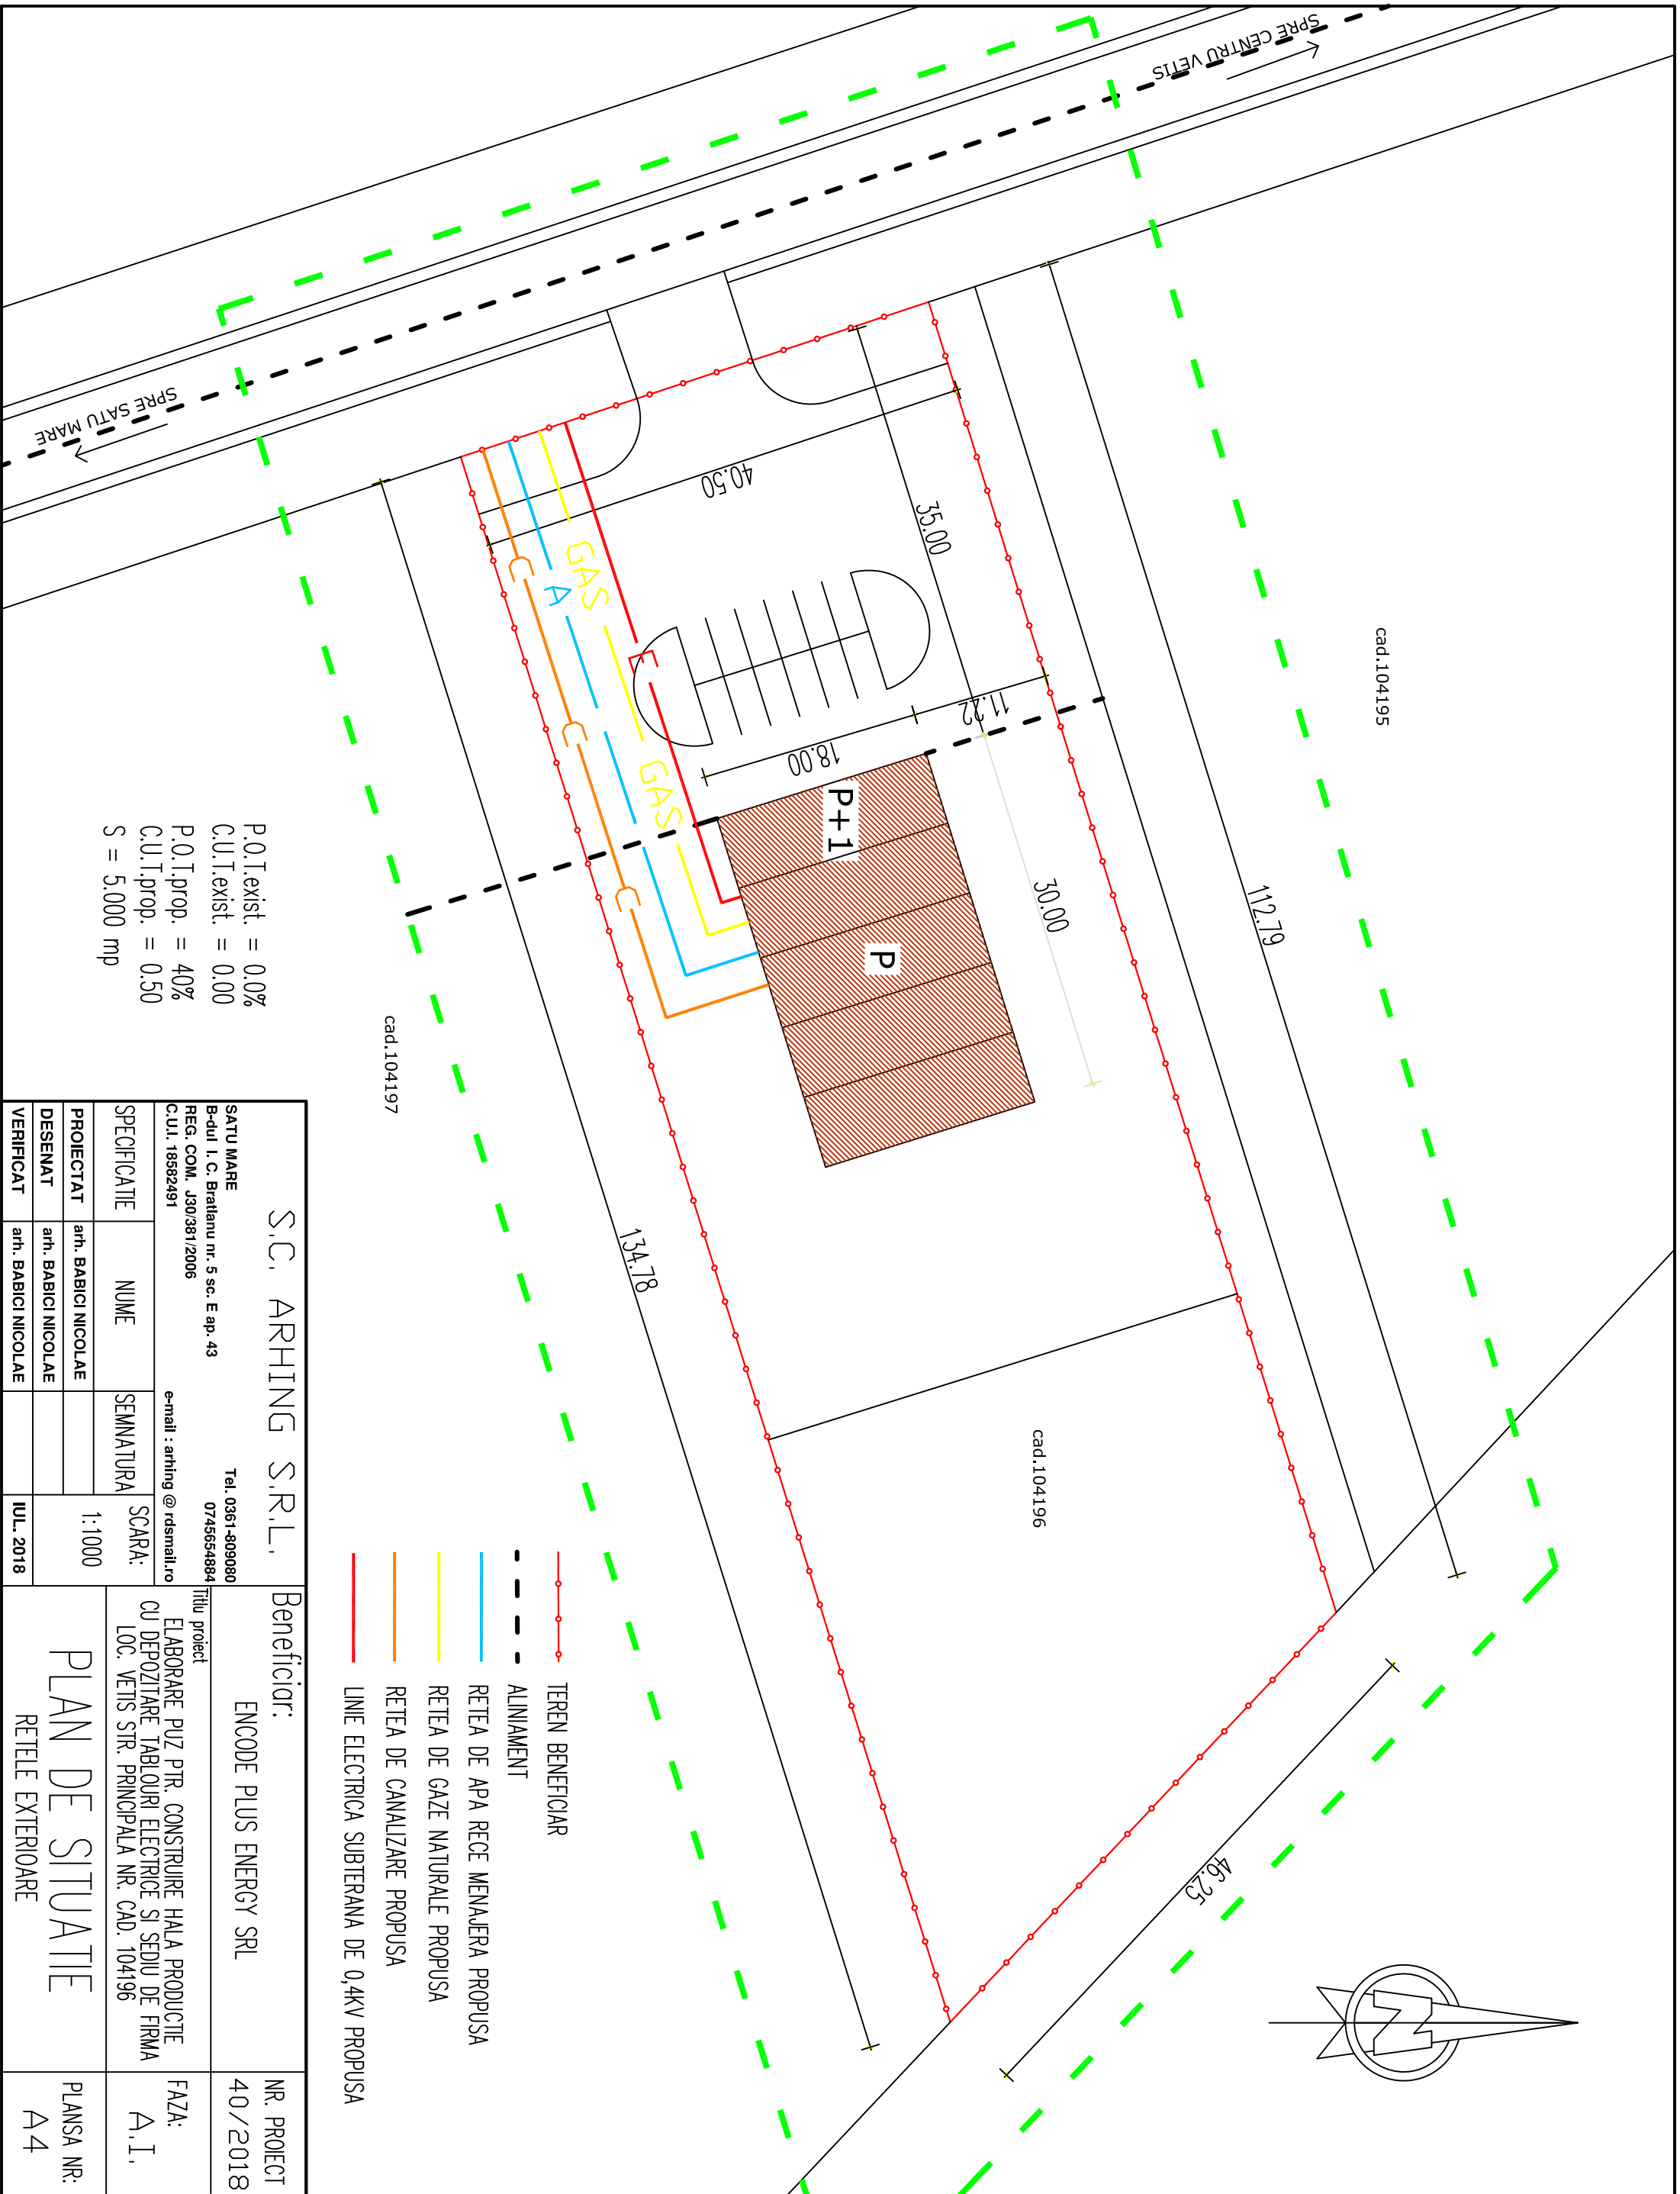 SPRE CENTRU VETIS
SPRE SATU MARE
cad.104195
cad.104196
cad.104197
112.79
134.78
46.25
40.50
35.00
11.22
18.00
30.00
P+1
P
GAS
GAS
A
C
C
C
E
N
P.O.T.exist. = 0.0%
C.U.T.exist. = 0.00
P.O.T.prop. = 40%
C.U.T.prop. = 0.50
S = 5.000 mp
TEREN BENEFICIAR
ALINIAMENT
RETEA DE APA RECE MENAJERA PROPUSA
RETEA DE GAZE NATURALE PROPUSA
RETEA DE CANALIZARE PROPUSA
LINIE ELECTRICA SUBTERANA DE 0,4KV PROPUSA
S.C. ARHING S.R.L.
SATU MARE
Tel. 0361-809080
B-dul I. C. Bratianu nr. 5 sc. E ap. 43
0745654884
REG. COM. J30/381/2006
C.U.I. 18582491
e-mail : arhing @ rdsmail.ro
SPECIFICATIE NUME SEMNATURA
SCARA:
1:1000
PROIECTAT arh. BABICI NICOLAE
DESENAT arh. BABICI NICOLAE
VERIFICAT arh. BABICI NICOLAE
IUL. 2018
Beneficiar:
ENCODE PLUS ENERGY SRL
Titlu proiect
ELABORARE PUZ PTR. CONSTRUIRE HALA PRODUCTIE
CU DEPOZITARE TABLOURI ELECTRICE SI SEDIU DE FIRMA
LOC. VETIS STR. PRINCIPALA NR. CAD. 104196
PLAN DE SITUATIE
RETELE EXTERIOARE
NR. PROIECT
40/2018
FAZA:
A.I.
PLANSA NR:
A4